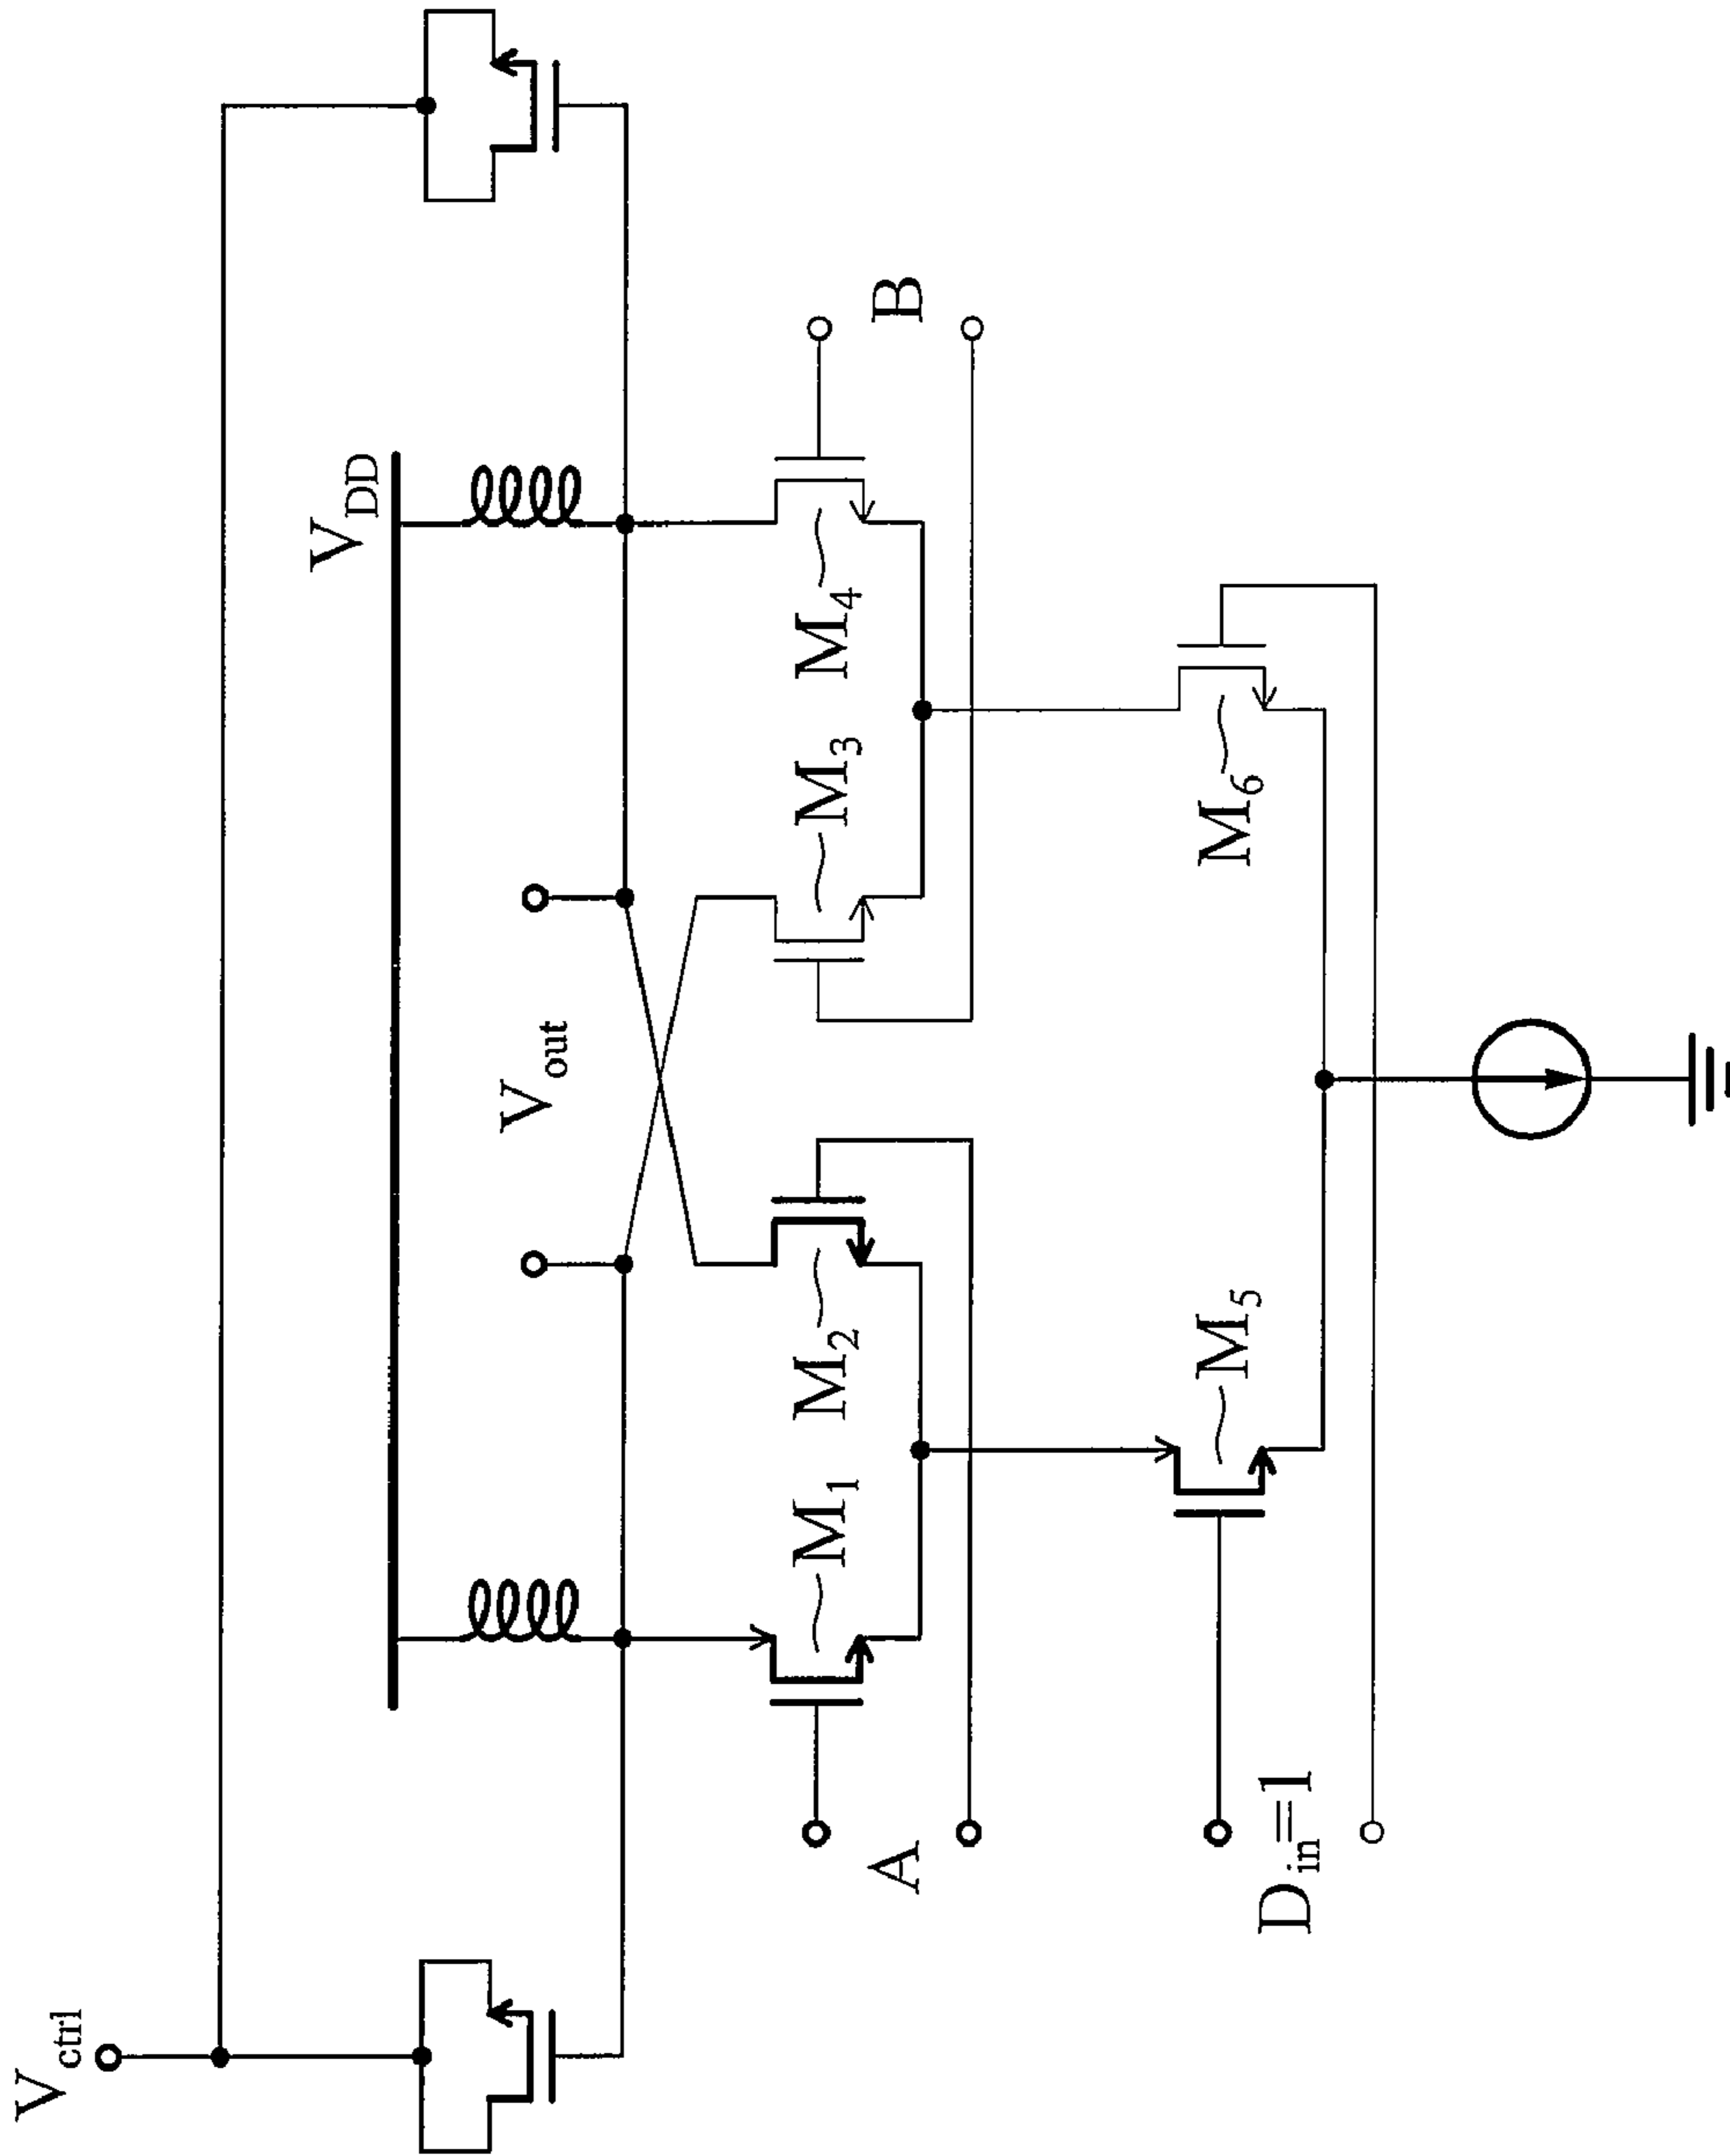 V_ctrl
V_DD
V_out
A
M_1
M_2
M_3
M_4
B
D_in=1
M_5
M_6